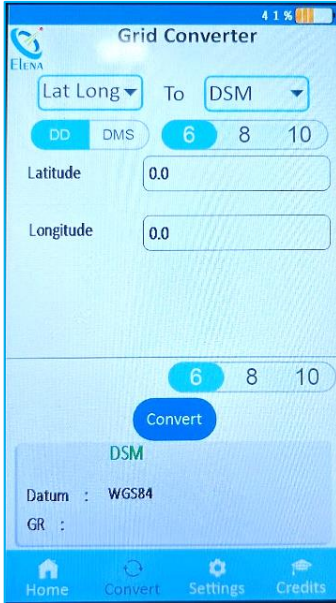 41%
Grid Converter
ELENA
Lat Long To DSM
DD DMS 6 8 10
Latitude 0.0
Longitude 0.0
6 8 10
Convert
DSM
Datum : WGS84
GR :
Home Convert Settings Credits